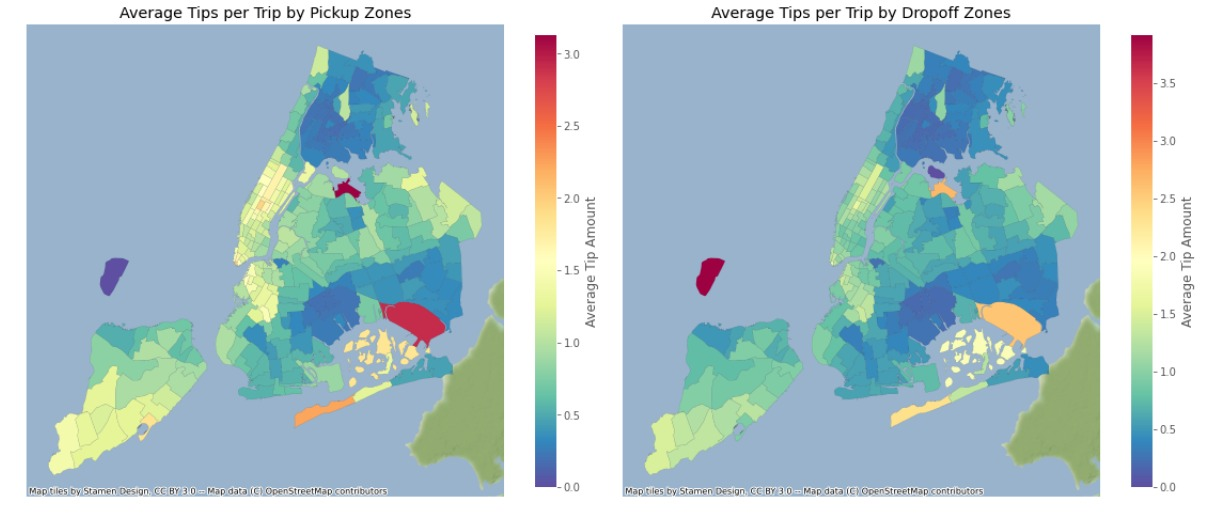 Average Tips per Trip by Pickup Zones
3.0
2.5
2.0
1.5
1.0
0.5
0.0
Average Tip Amount
Map tiles by Stamen Design, CC BY 3.0 -- Map data (C) OpenStreetMap contributors
Average Tips per Trip by Dropoff Zones
3.5
3.0
2.5
2.0
1.5
1.0
0.5
0.0
Average Tip Amount
Map tiles by Stamen Design, CC BY 3.0 -- Map data (C) OpenStreetMap contributors